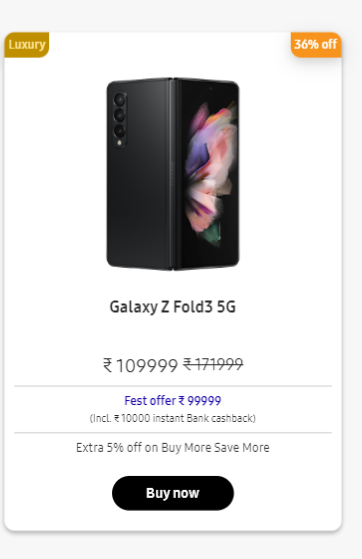 Luxury
36% off
Galaxy Z Fold3 5G
₹ 109999 ₹ 171999
Fest offer ₹ 99999
(Incl. ₹ 10000 instant Bank cashback)
Extra 5% off on Buy More Save More
Buy now